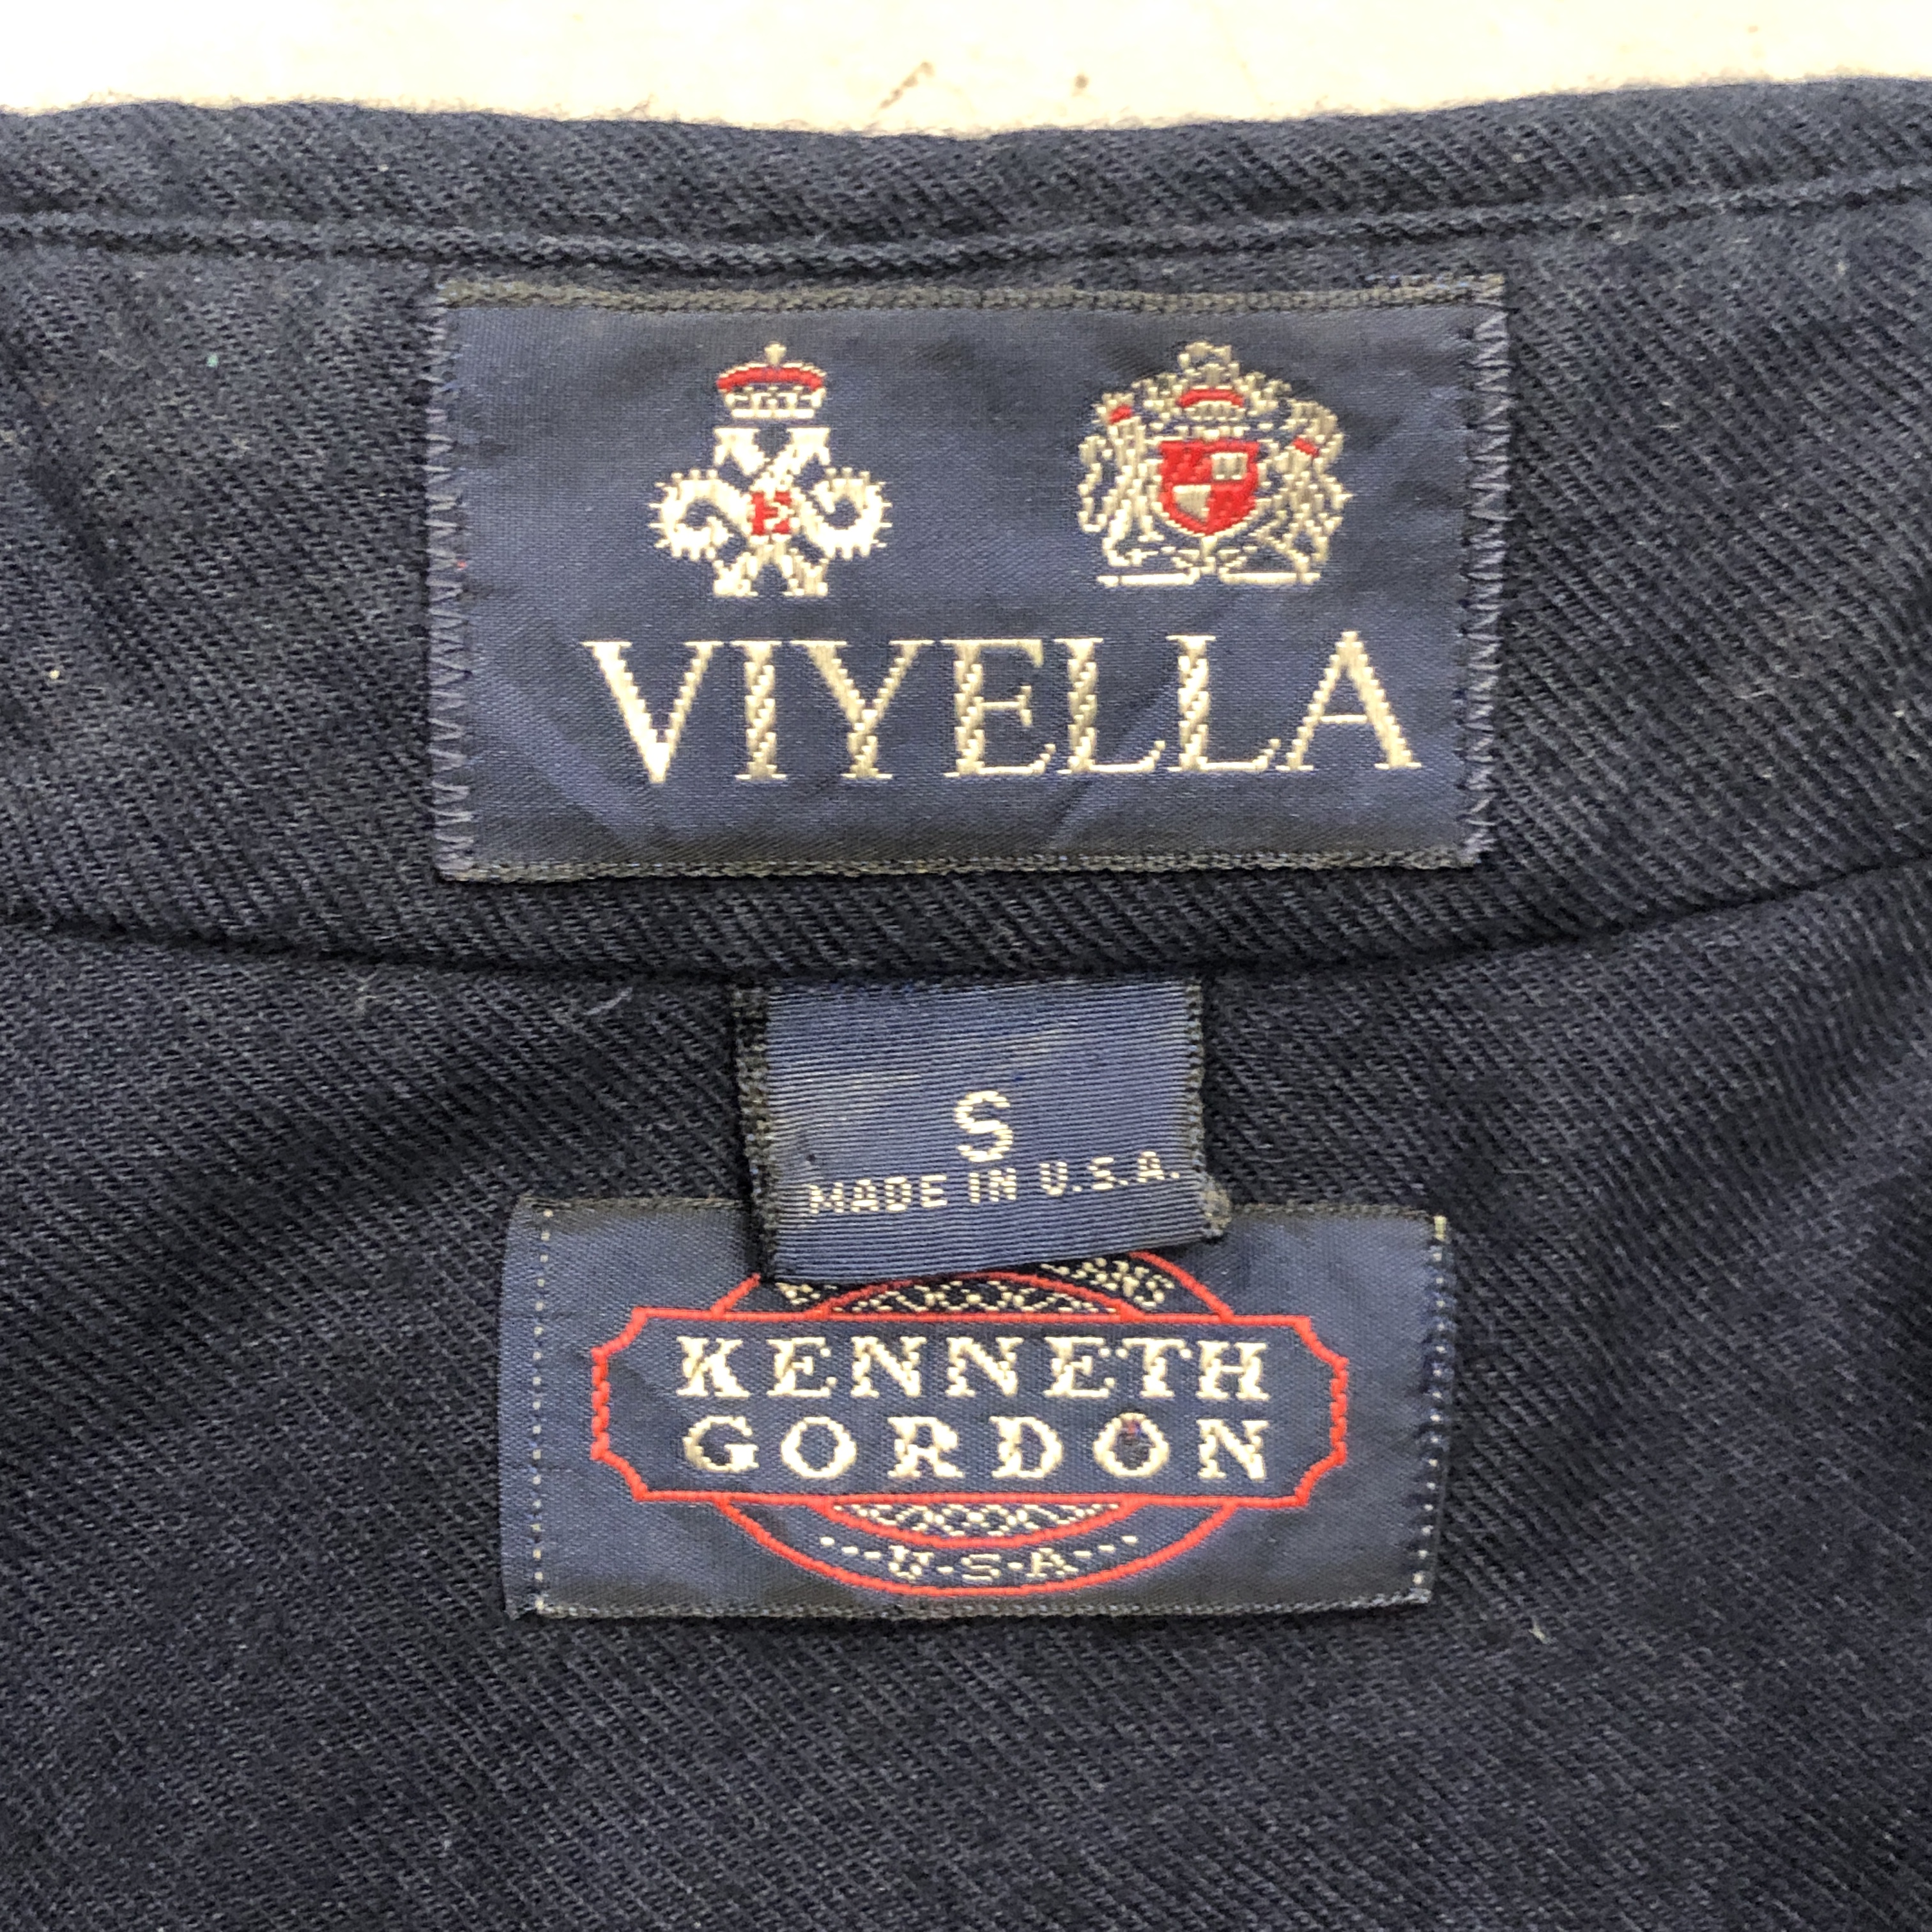 VIYELLA
S
MADE IN U.S.A.
KENNETH
GORDON
U·S·A